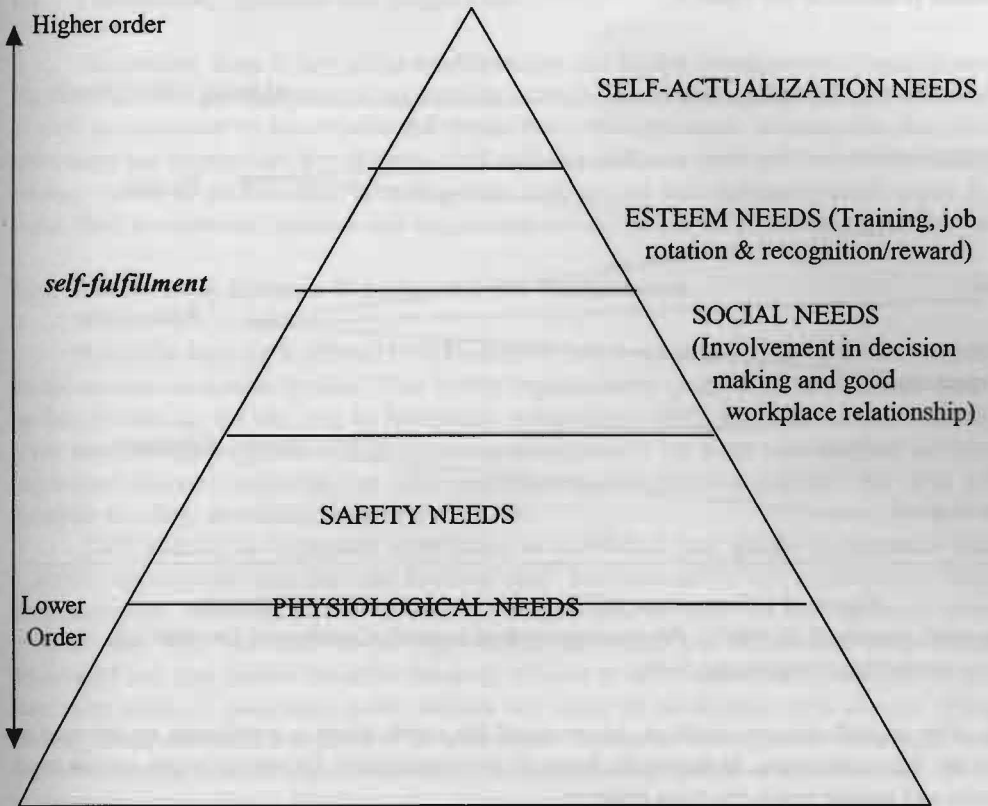 Higher order
SELF-ACTUALIZATION NEEDS
ESTEEM NEEDS (Training, job
rotation & recognition/reward)
self-fulfillment
SOCIAL NEEDS
(Involvement in decision
making and good
workplace relationship)
SAFETY NEEDS
Lower
Order
PHYSIOLOGICAL NEEDS